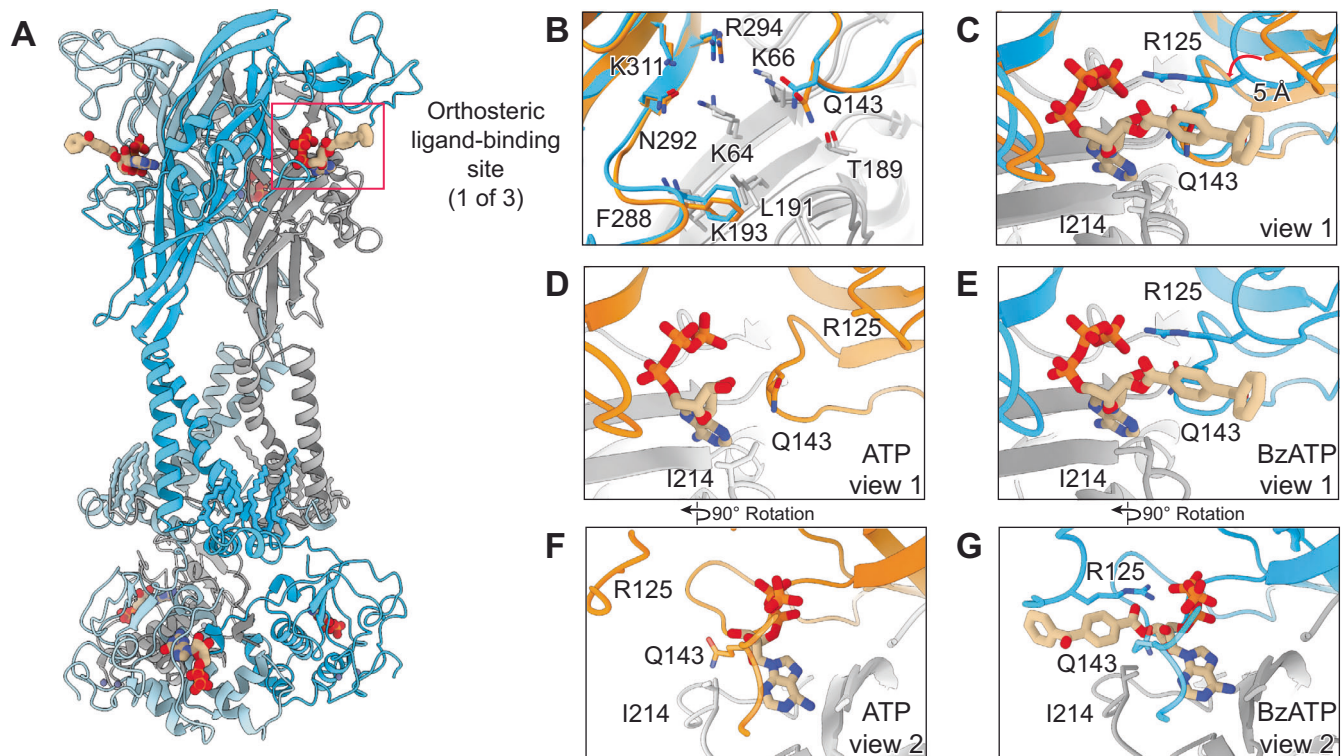 A
Orthosteric
ligand-binding
site
(1 of 3)
B
R294
K311
K66
Q143
N292
K64
T189
F288
L191
K193
C
R125
5 Å
Q143
I214
view 1
D
R125
Q143
I214
ATP
view 1
E
R125
Q143
I214
BzATP
view 1
90° Rotation
90° Rotation
F
R125
Q143
I214
ATP
view 2
G
R125
Q143
I214
BzATP
view 2